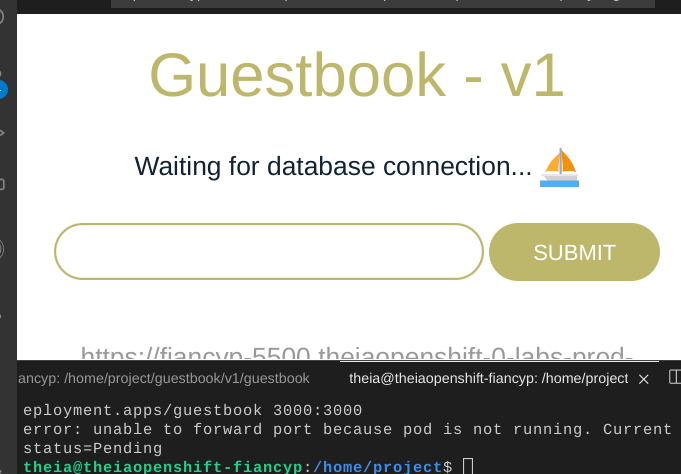 Guestbook - v1
Waiting for database connection...
SUBMIT
https://fiancyp-5500.theiaopenshift-0-labs-prod-
ancyp: /home/project/guestbook/v1/guestbook
theia@theiaopenshift-fiancyp: /home/project
eployment.apps/guestbook 3000:3000
error: unable to forward port because pod is not running. Current
status=Pending
theia@theiaopenshift-fiancyp:/home/project$